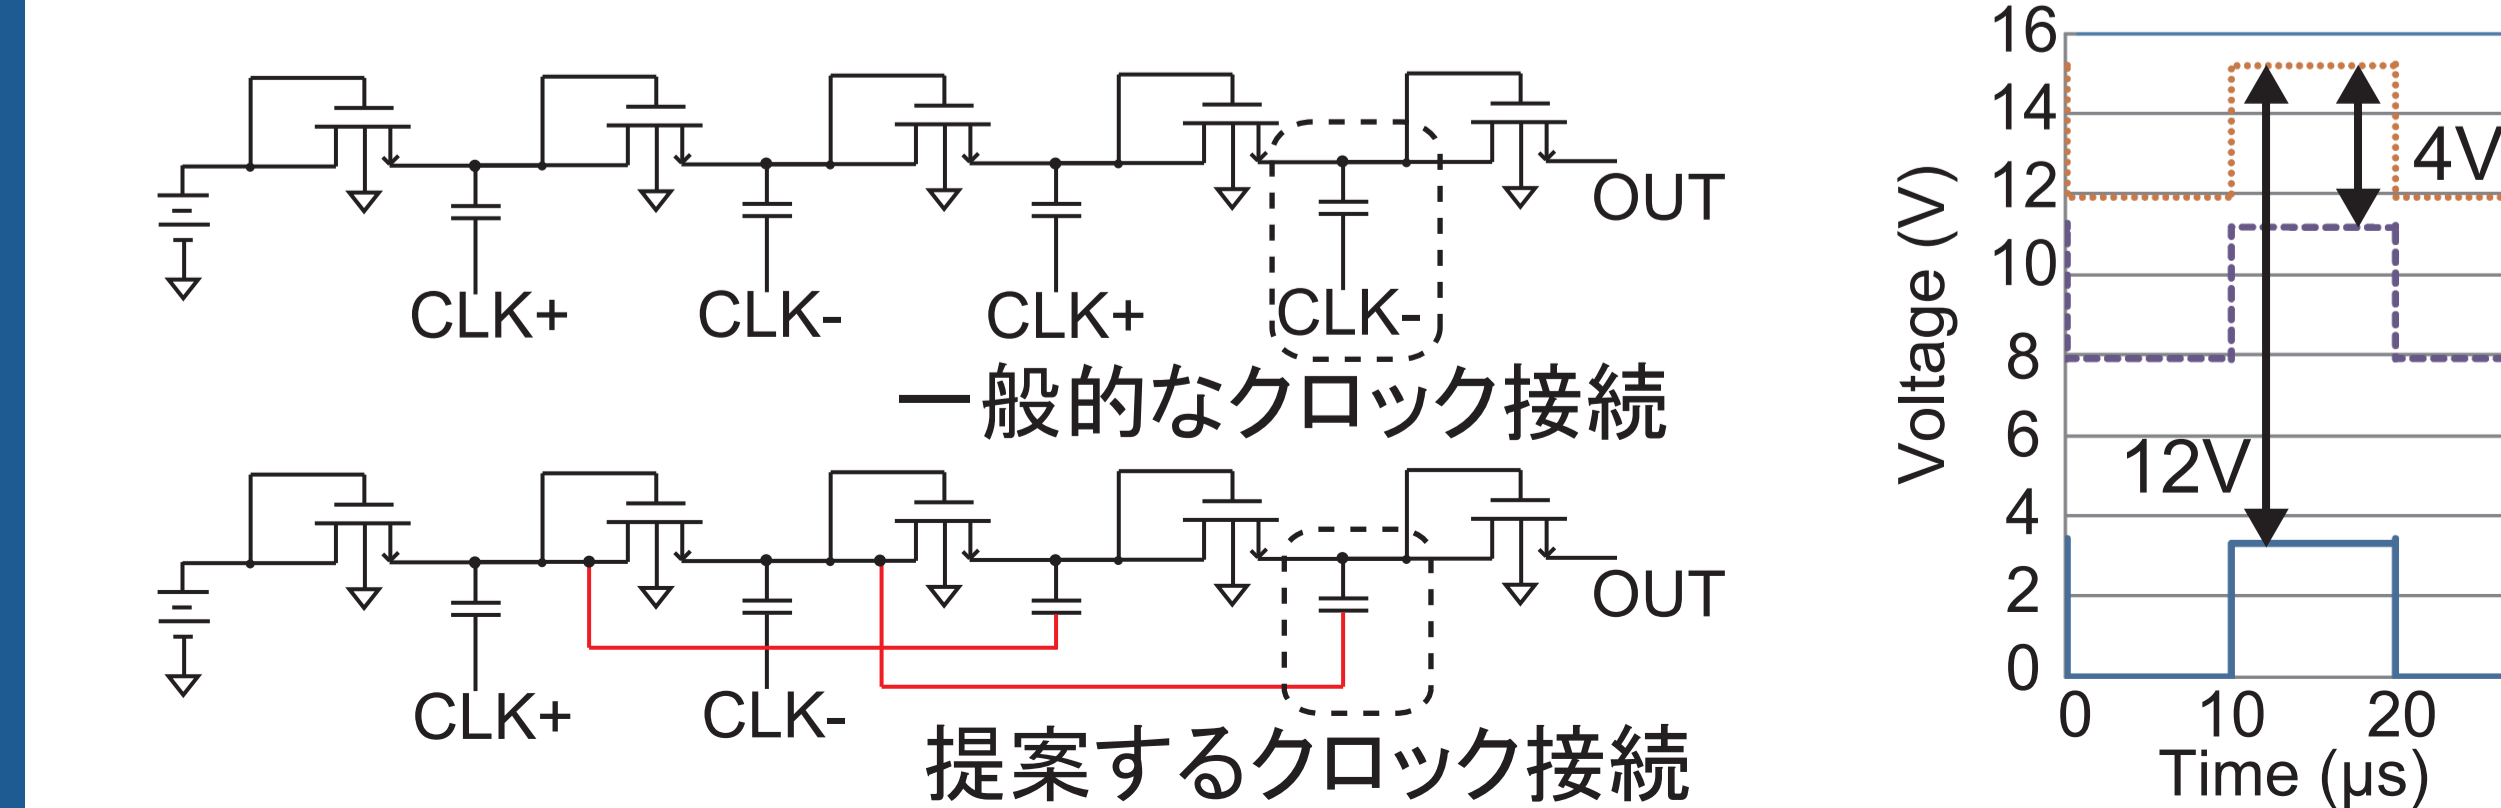 OUT
CLK+ CLK- CLK+ CLK-
一般的なクロック接続
OUT
CLK+ CLK-
提案するクロック接続
Voltage (V)
16
14
12
10
8
6
4
2
0
4V
12V
0 10 20
Time (μs)